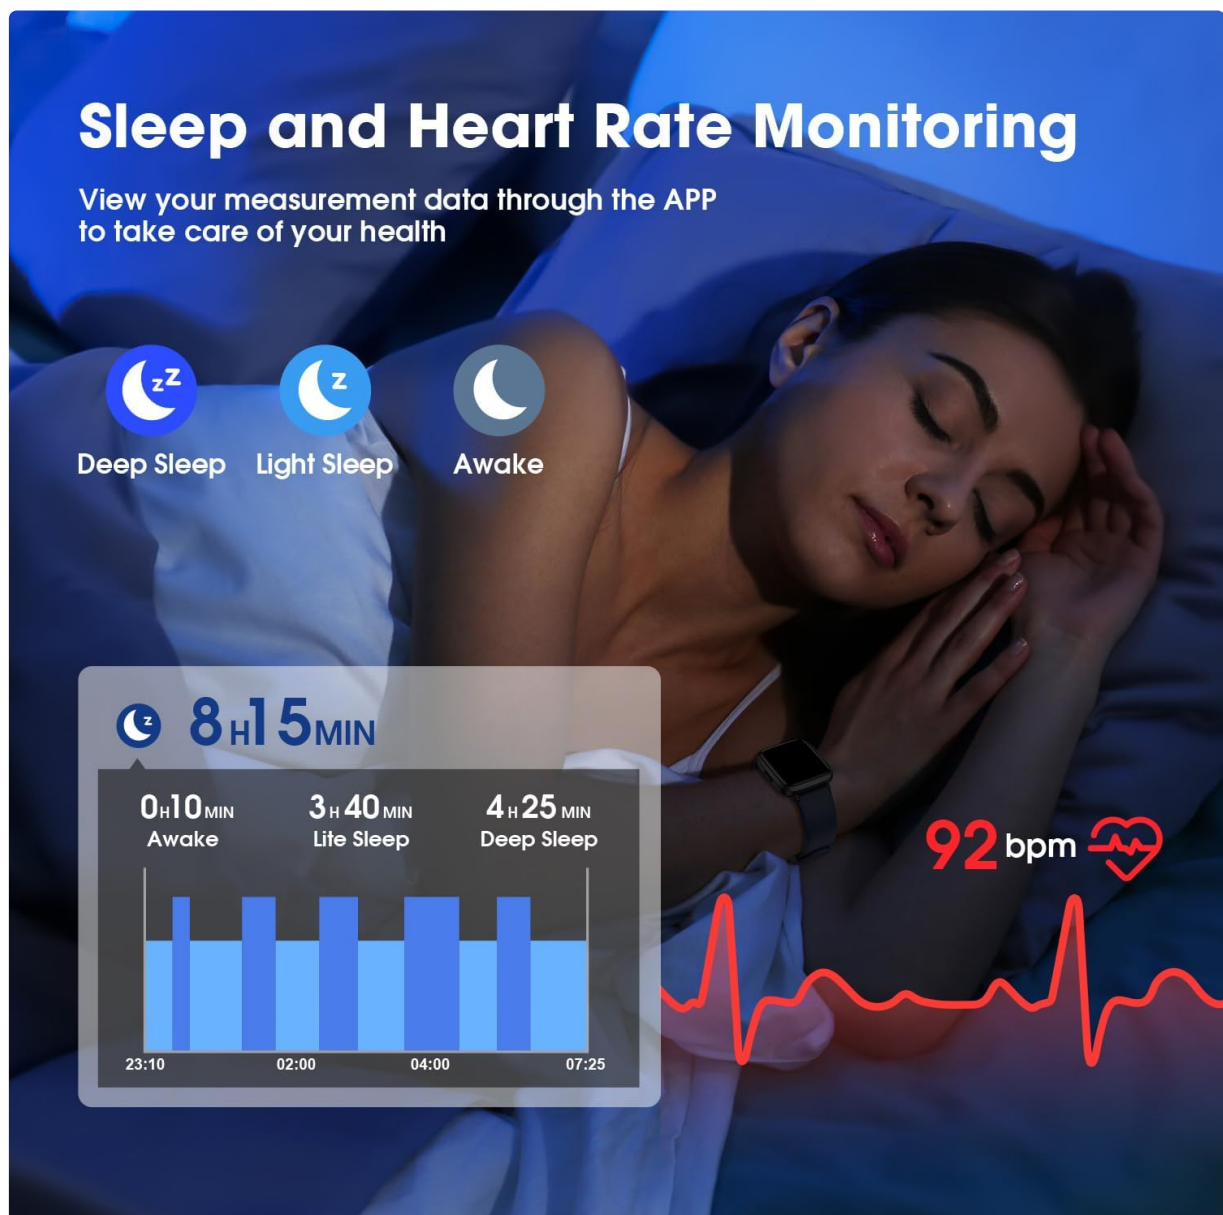 Sleep and Heart Rate Monitoring
View your measurement data through the APP
to take care of your health
zZ
z
Deep Sleep Light Sleep Awake
z 8H15MIN
0H10MIN 3H40MIN 4H25MIN
Awake Lite Sleep Deep Sleep
92 bpm
23:10 02:00 04:00 07:25